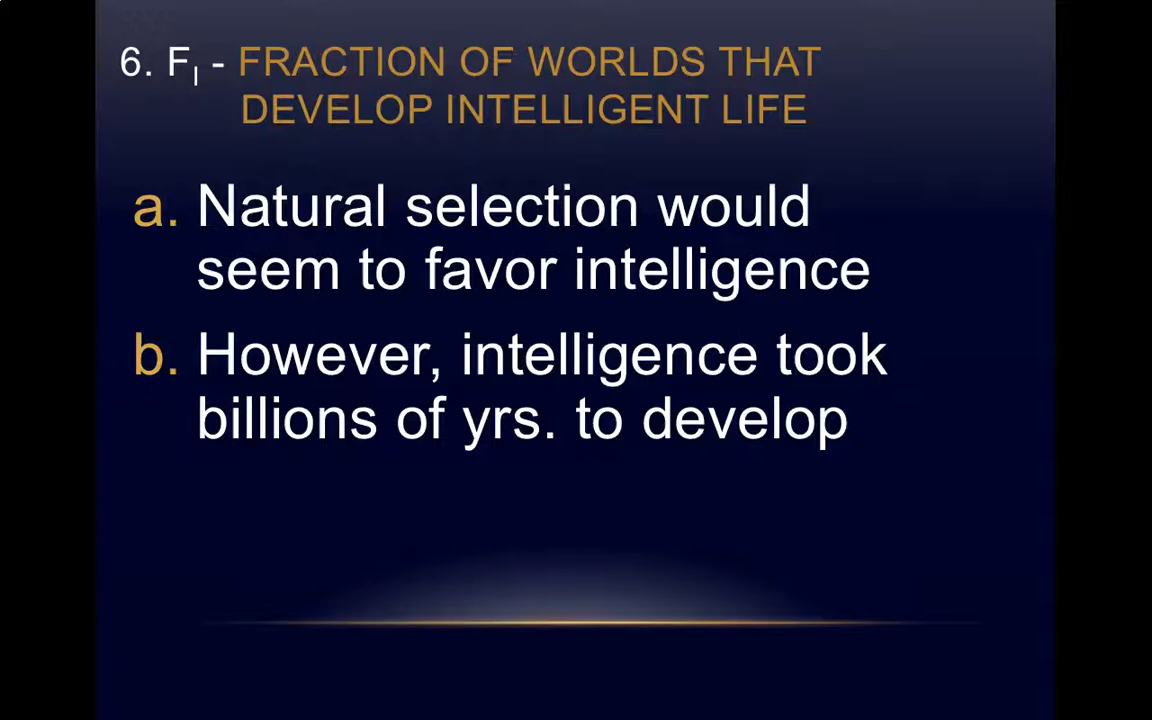 6. FI - FRACTION OF WORLDS THAT
DEVELOP INTELLIGENT LIFE
a. Natural selection would
seem to favor intelligence
b. However, intelligence took
billions of yrs. to develop